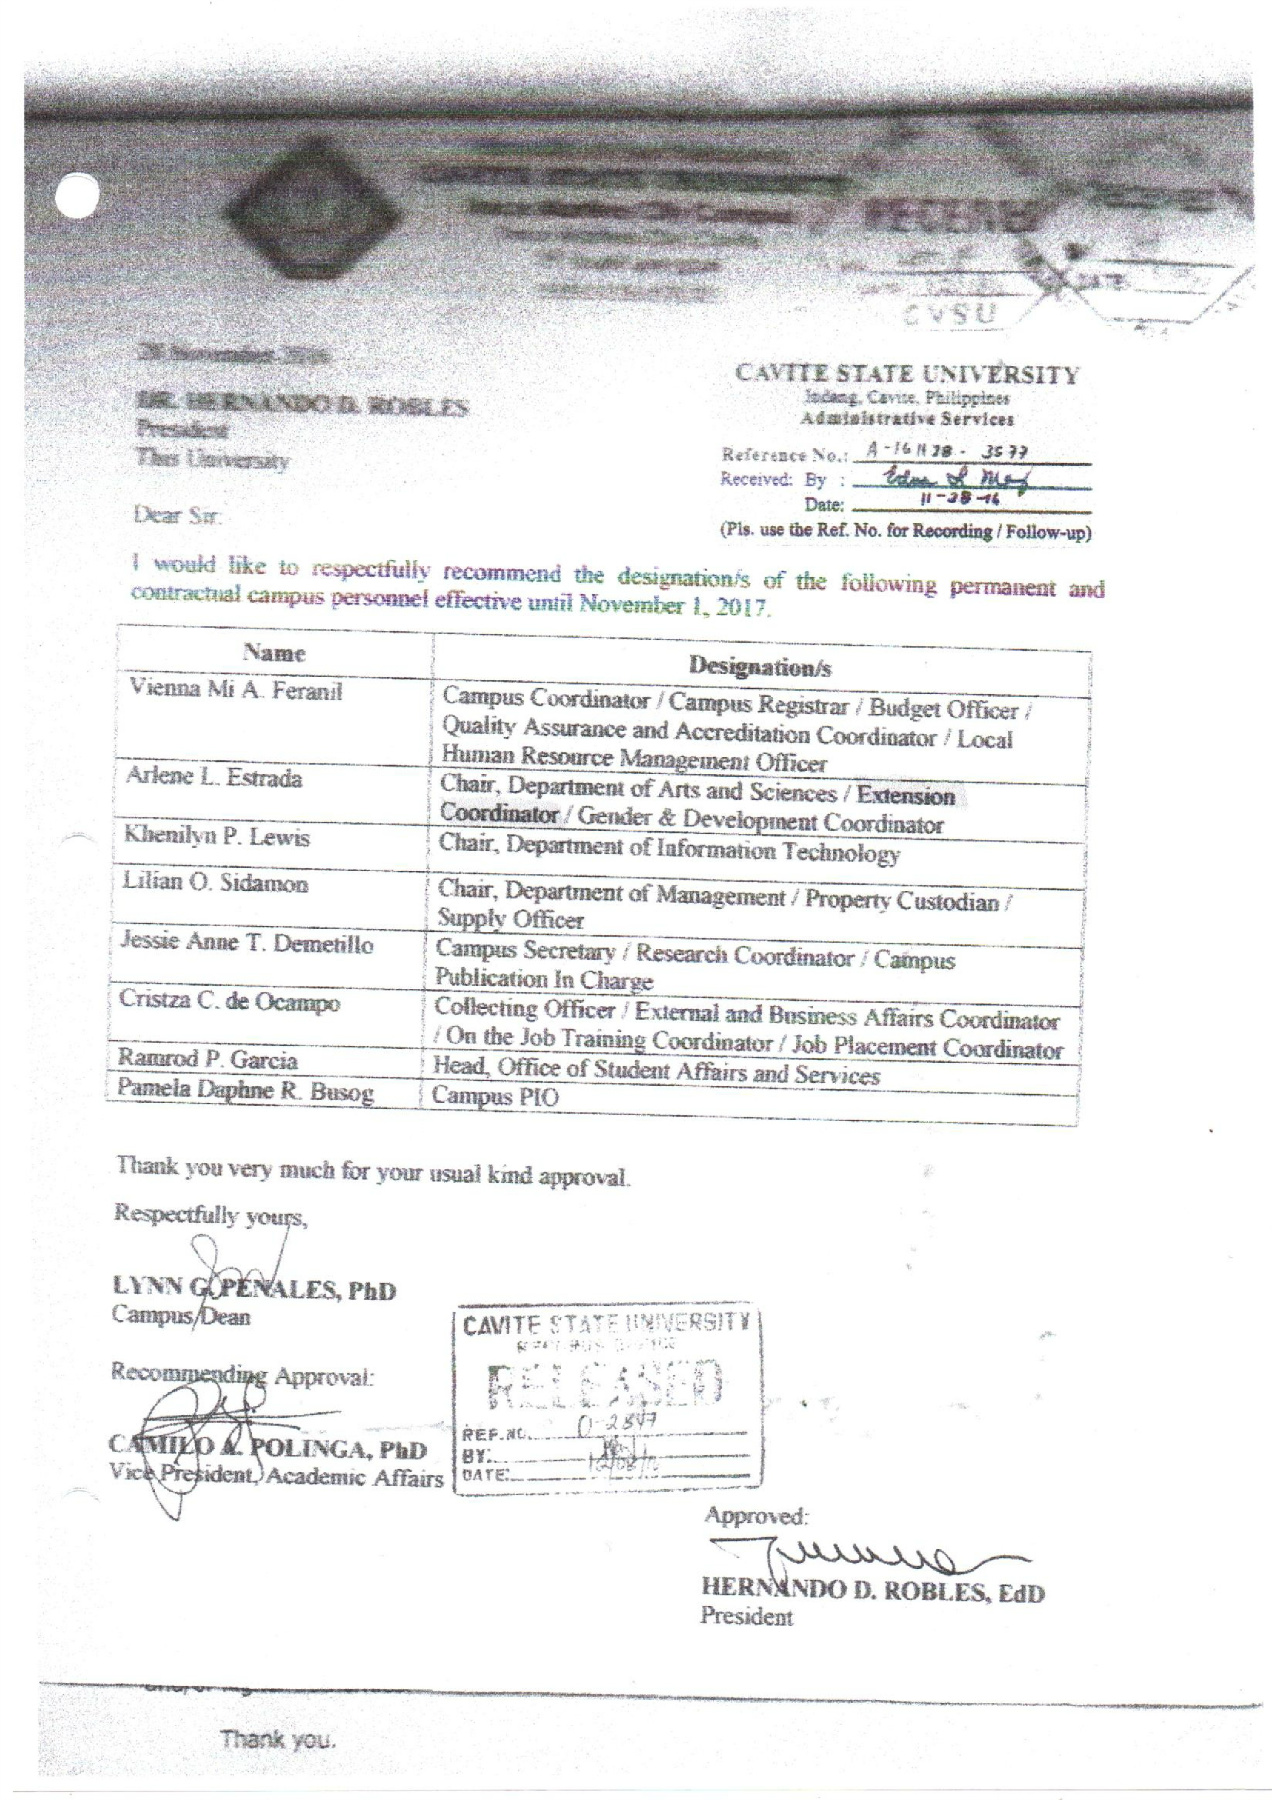 RECEIVED
DATE
CVSU
28 November 2016
DR. HERNANDO D. ROBLES
President
This University
CAVITE STATE UNIVERSITY
Indang, Cavite, Philippines
Administrative Services
Reference No.: A-161128-3577
Received: By :
Date: 11-28-16
(Pls. use the Ref. No. for Recording / Follow-up)
Dear Sir:
I would like to respectfully recommend the designation/s of the following permanent and
contractual campus personnel effective until November 1, 2017.
Name Designation/s
Vienna Mi A. Feranil Campus Coordinator / Campus Registrar / Budget Officer /
Quality Assurance and Accreditation Coordinator / Local
Human Resource Management Officer
Arlene L. Estrada Chair, Department of Arts and Sciences / Extension
Coordinator / Gender & Development Coordinator
Khenilyn P. Lewis Chair, Department of Information Technology
Lilian O. Sidamon Chair, Department of Management / Property Custodian /
Supply Officer
Jessie Anne T. Demetillo Campus Secretary / Research Coordinator / Campus
Publication In Charge
Cristza C. de Ocampo Collecting Officer / External and Business Affairs Coordinator
/ On the Job Training Coordinator / Job Placement Coordinator
Ramrod P. Garcia Head, Office of Student Affairs and Services
Pamela Daphne R. Busog Campus PIO
Thank you very much for your usual kind approval.
Respectfully yours,
LYNN G. PENALES, PhD
Campus Dean
Recommending Approval:
CAMILO A. POLINGA, PhD
Vice President, Academic Affairs
CAVITE STATE UNIVERSITY
RELEASED
REF.NO. 0-2847
BY:
DATE:
Approved:
HERNANDO D. ROBLES, EdD
President
Thank you.